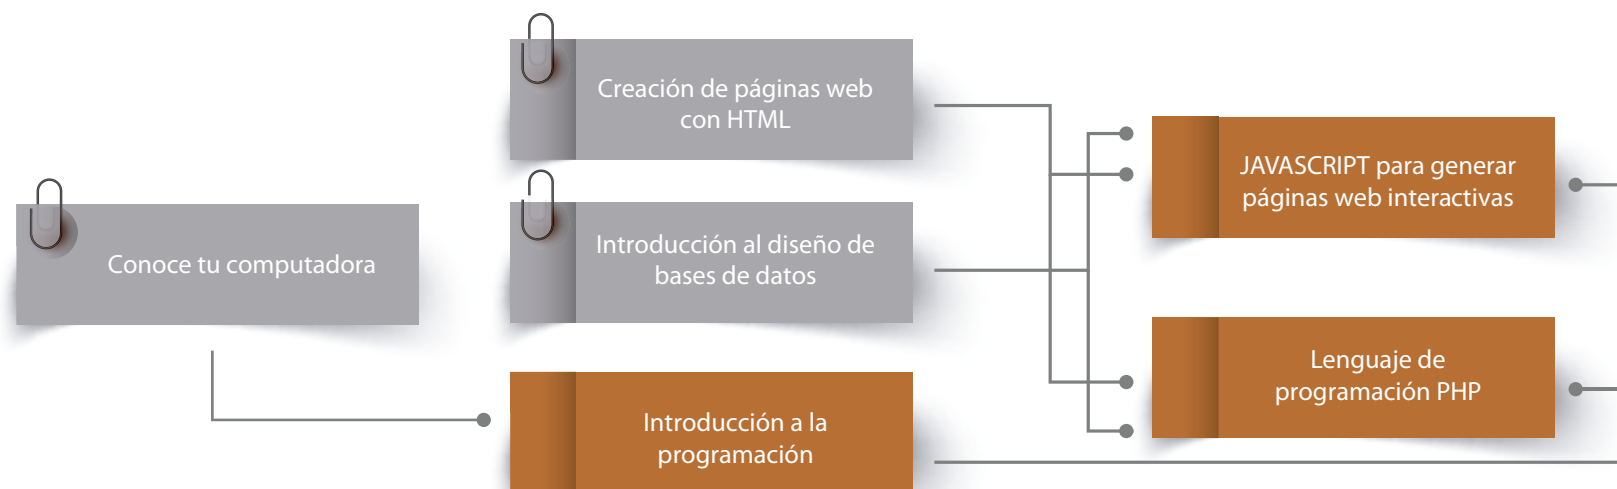 Creación de páginas web
con HTML
JAVASCRIPT para generar
páginas web interactivas
Conoce tu computadora
Introducción al diseño de
bases de datos
Lenguaje de
programación PHP
Introducción a la
programación